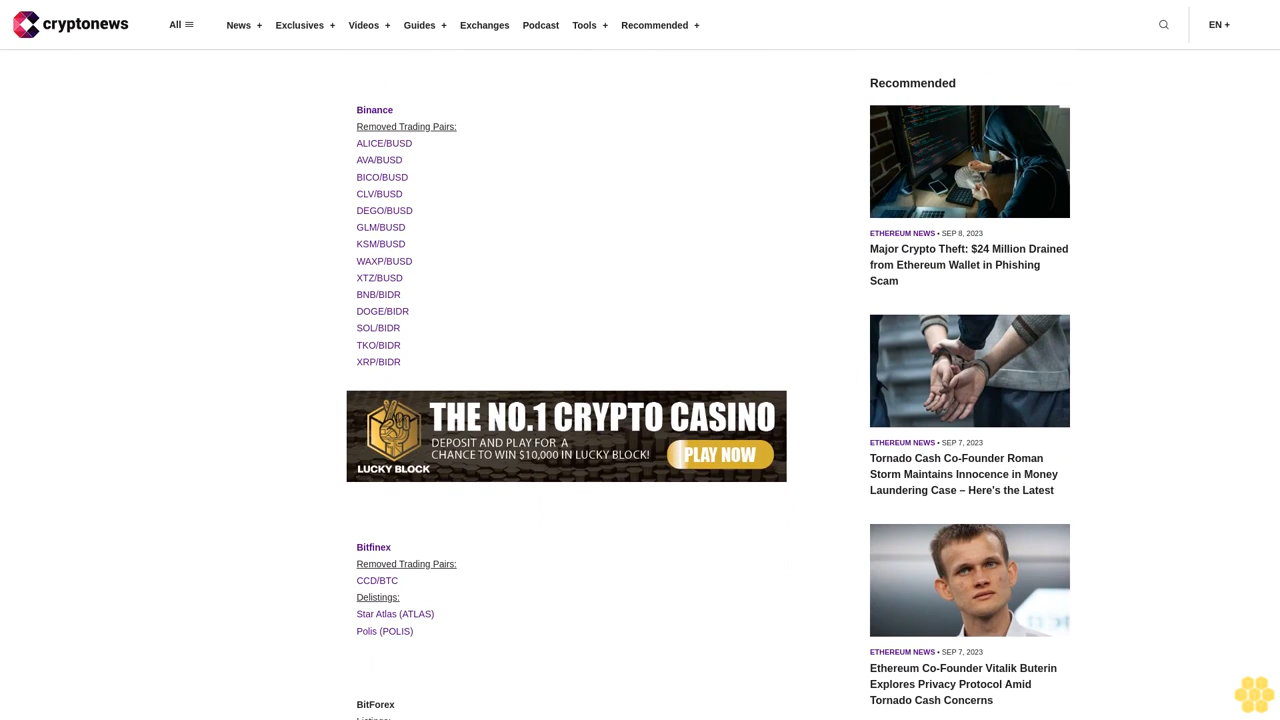 cryptonews
All
News +
Exclusives +
Videos +
Guides +
Exchanges
Podcast
Tools +
Recommended +
EN +
Binance
Removed Trading Pairs:
ALICE/BUSD
AVA/BUSD
BICO/BUSD
CLV/BUSD
DEGO/BUSD
GLM/BUSD
KSM/BUSD
WAXP/BUSD
XTZ/BUSD
BNB/BIDR
DOGE/BIDR
SOL/BIDR
TKO/BIDR
XRP/BIDR
THE NO.1 CRYPTO CASINO
DEPOSIT AND PLAY FOR A
CHANCE TO WIN $10,000 IN LUCKY BLOCK!
PLAY NOW
LUCKY BLOCK
Bitfinex
Removed Trading Pairs:
CCD/BTC
Delistings:
Star Atlas (ATLAS)
Polis (POLIS)
BitForex
Listings:
Recommended
ETHEREUM NEWS • SEP 8, 2023
Major Crypto Theft: $24 Million Drained
from Ethereum Wallet in Phishing
Scam
ETHEREUM NEWS • SEP 7, 2023
Tornado Cash Co-Founder Roman
Storm Maintains Innocence in Money
Laundering Case – Here's the Latest
ETHEREUM NEWS • SEP 7, 2023
Ethereum Co-Founder Vitalik Buterin
Explores Privacy Protocol Amid
Tornado Cash Concerns